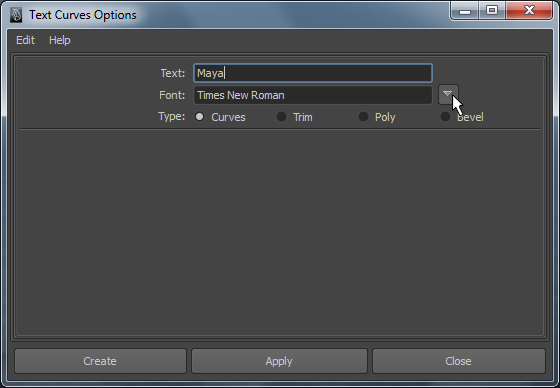 Text Curves Options
Edit Help
Text: Maya
Font: Times New Roman
Type: Curves Trim Poly Bevel
Create Apply Close